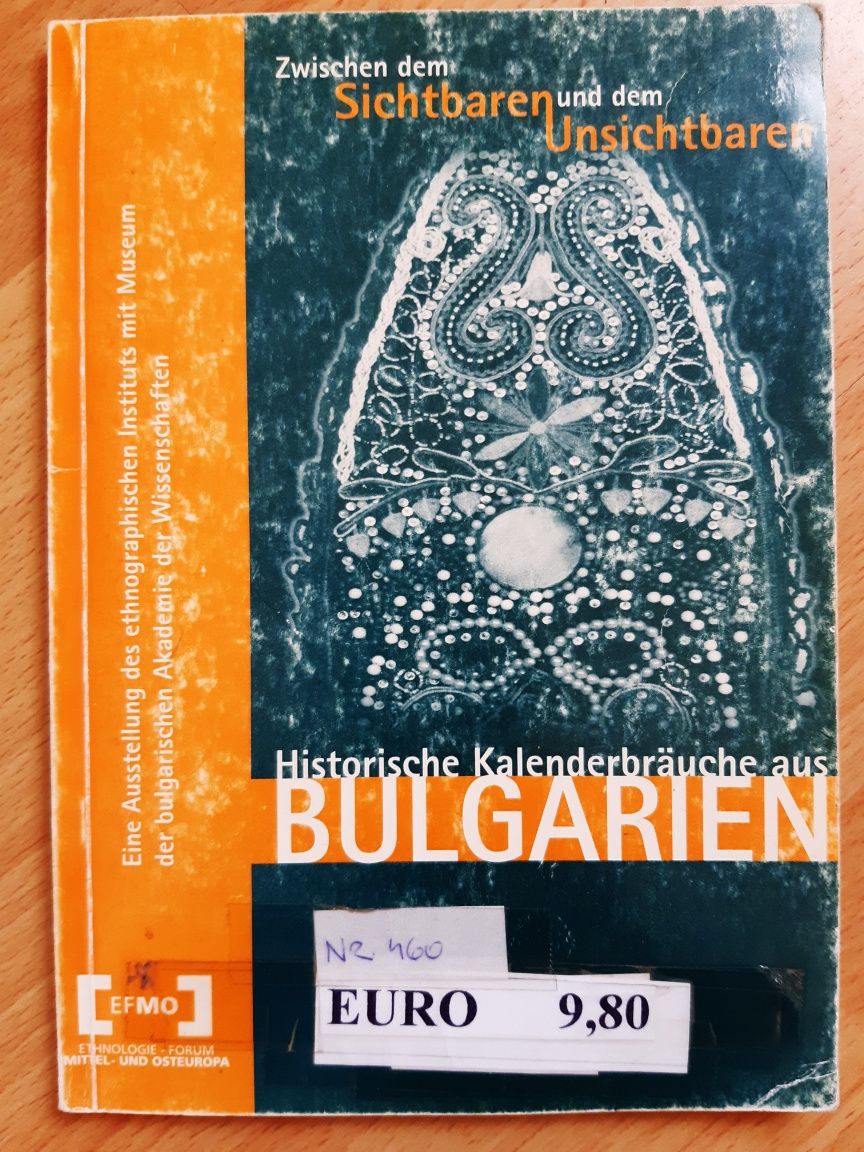 Zwischen dem
Sichtbaren und dem
Unsichtbaren
Eine Ausstellung des ethnographischen Instituts mit Museum
der bulgarischen Akademie der Wissenschaften
Historische Kalenderbräuche aus
BULGARIEN
NR. 460
EURO 9,80
[EFMO]
ETHNOLOGIE - FORUM
MITTEL- UND OSTEUROPA